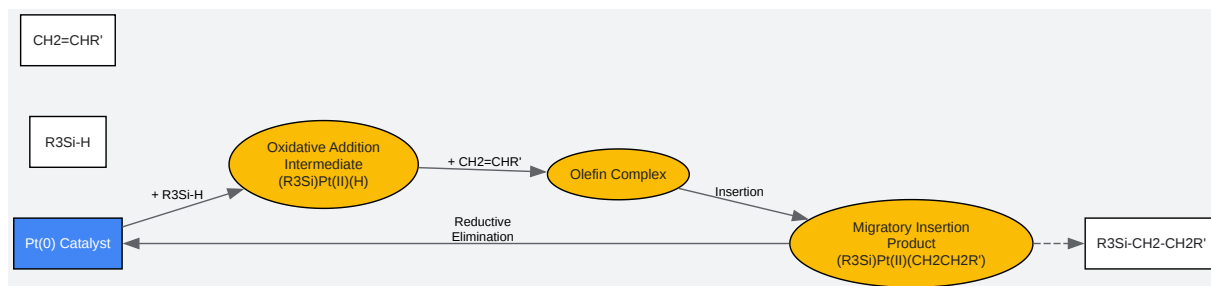 CH2=CHR'
R3Si-H
Pt(0) Catalyst
+ R3Si-H
Oxidative Addition
Intermediate
(R3Si)Pt(II)(H)
+ CH2=CHR'
Olefin Complex
Insertion
Reductive
Elimination
Migratory Insertion
Product
(R3Si)Pt(II)(CH2CH2R')
R3Si-CH2-CH2R'